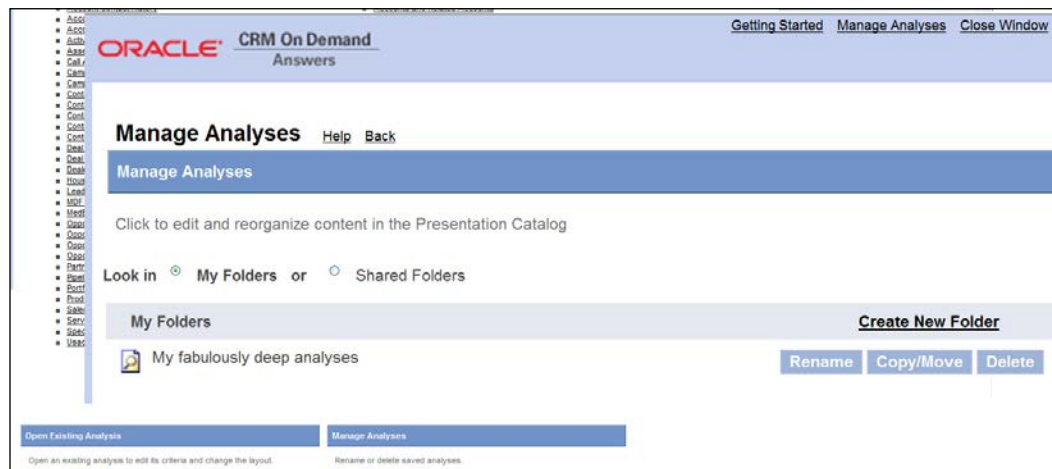 Getting Started Manage Analyses Close Window
ORACLE CRM On Demand
Answers
Manage Analyses Help Back
Manage Analyses
Click to edit and reorganize content in the Presentation Catalog
Look in My Folders or Shared Folders
My Folders Create New Folder
My fabulously deep analyses Rename Copy/Move Delete
Open Existing Analysis Manage Analyses
Open an existing analysis to edit its criteria and change the layout. Rename or delete saved analyses.